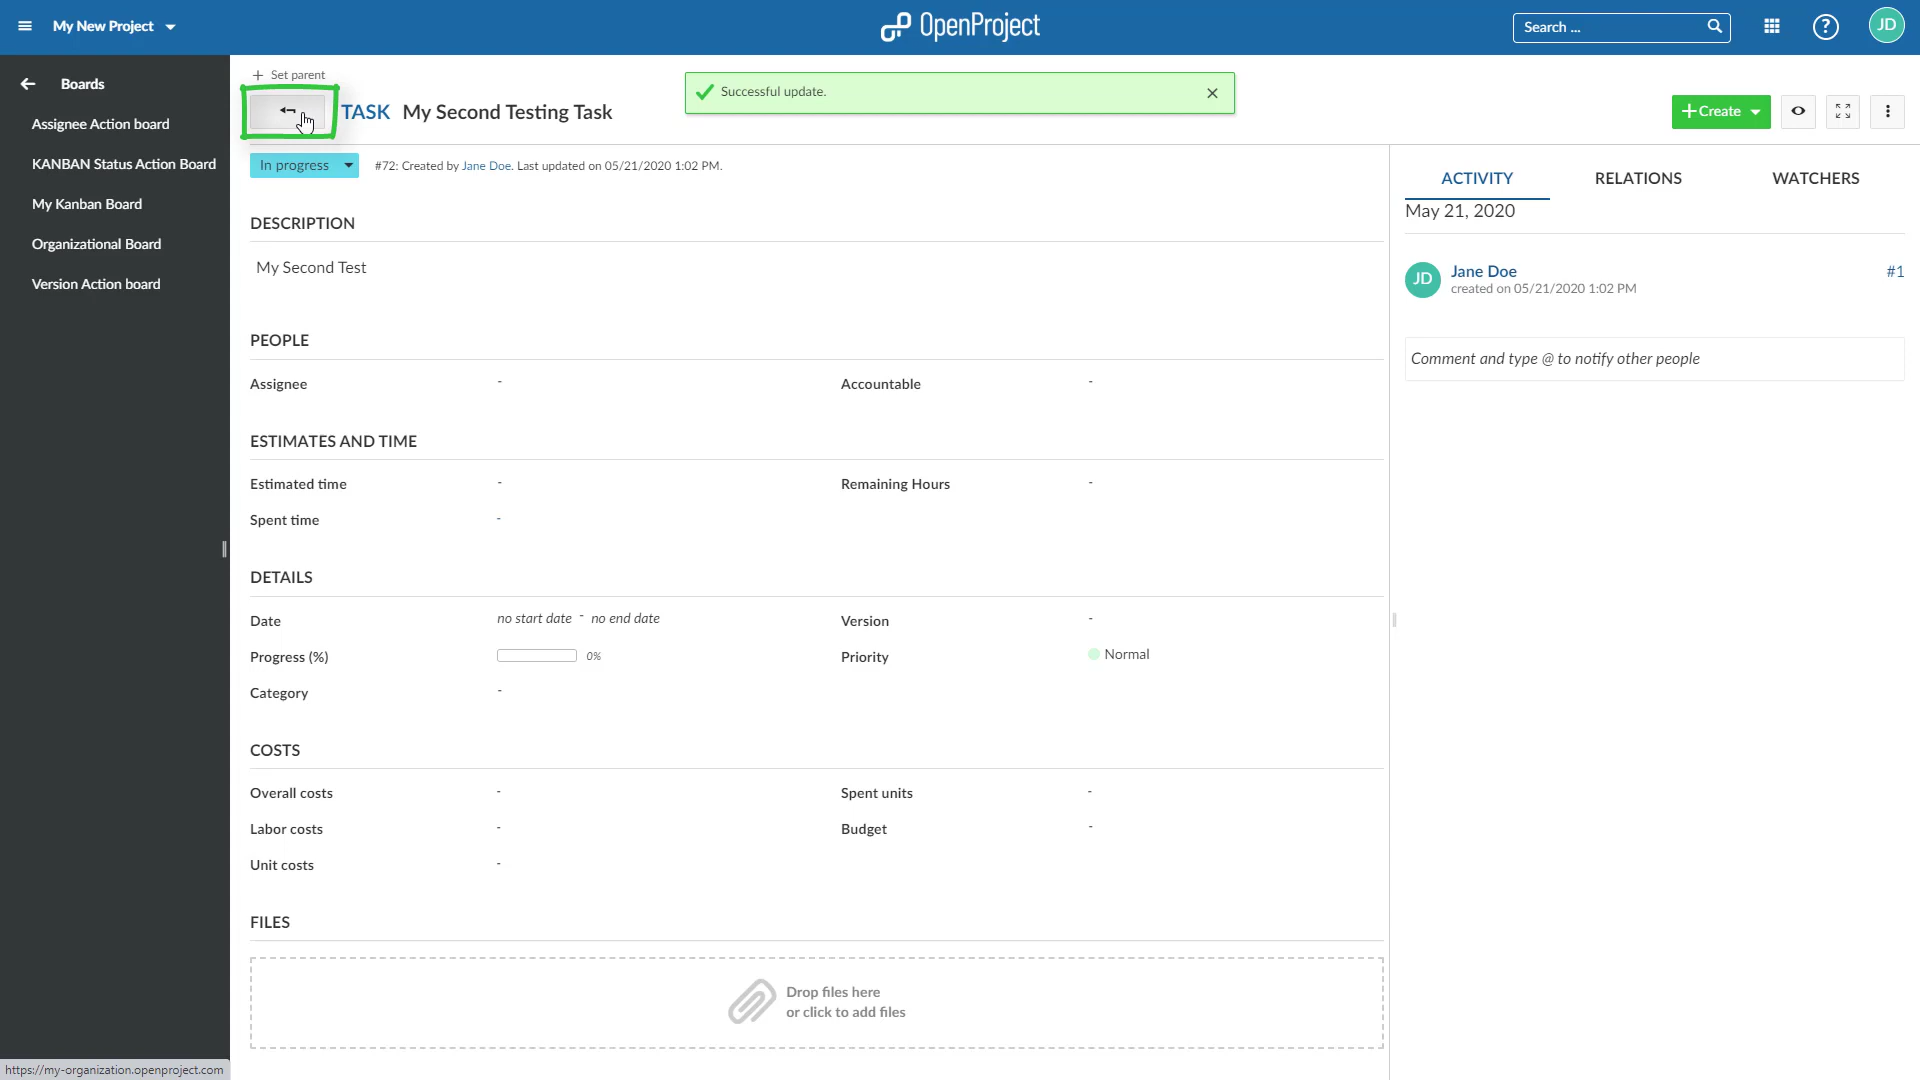 My New Project
OpenProject
Search ...
?
JD
Boards
Assignee Action board
KANBAN Status Action Board
My Kanban Board
Organizational Board
Version Action board
Set parent
Successful update.
TASK My Second Testing Task
Create
In progress
#72: Created by Jane Doe. Last updated on 05/21/2020 1:02 PM.
DESCRIPTION
My Second Test
PEOPLE
Assignee -
Accountable -
ESTIMATES AND TIME
Estimated time -
Remaining Hours -
Spent time -
DETAILS
Date no start date - no end date
Version -
Progress (%) 0%
Priority Normal
Category -
COSTS
Overall costs -
Spent units -
Labor costs -
Budget -
Unit costs -
FILES
Drop files here
or click to add files
ACTIVITY
RELATIONS
WATCHERS
May 21, 2020
JD
Jane Doe
#1
created on 05/21/2020 1:02 PM
Comment and type @ to notify other people
https://my-organization.openproject.com